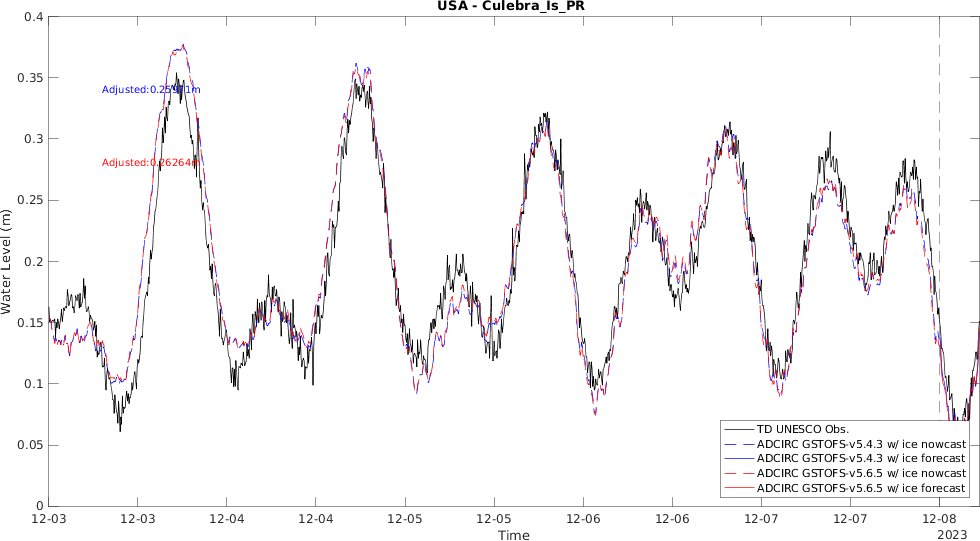 USA - Culebra_Is_PR
0.4
0.35
0.3
0.25
0.2
0.15
0.1
0.05
0
Water Level (m)
Adjusted:
Adjusted:0.26264m
TD UNESCO Obs.
ADCIRC GSTOFS-v5.4.3 w/ ice nowcast
ADCIRC GSTOFS-v5.4.3 w/ ice forecast
ADCIRC GSTOFS-v5.6.5 w/ ice nowcast
ADCIRC GSTOFS-v5.6.5 w/ ice forecast
12-03 12-03 12-04 12-04 12-05 12-05 12-06 12-06 12-07 12-07 12-08
Time
2023